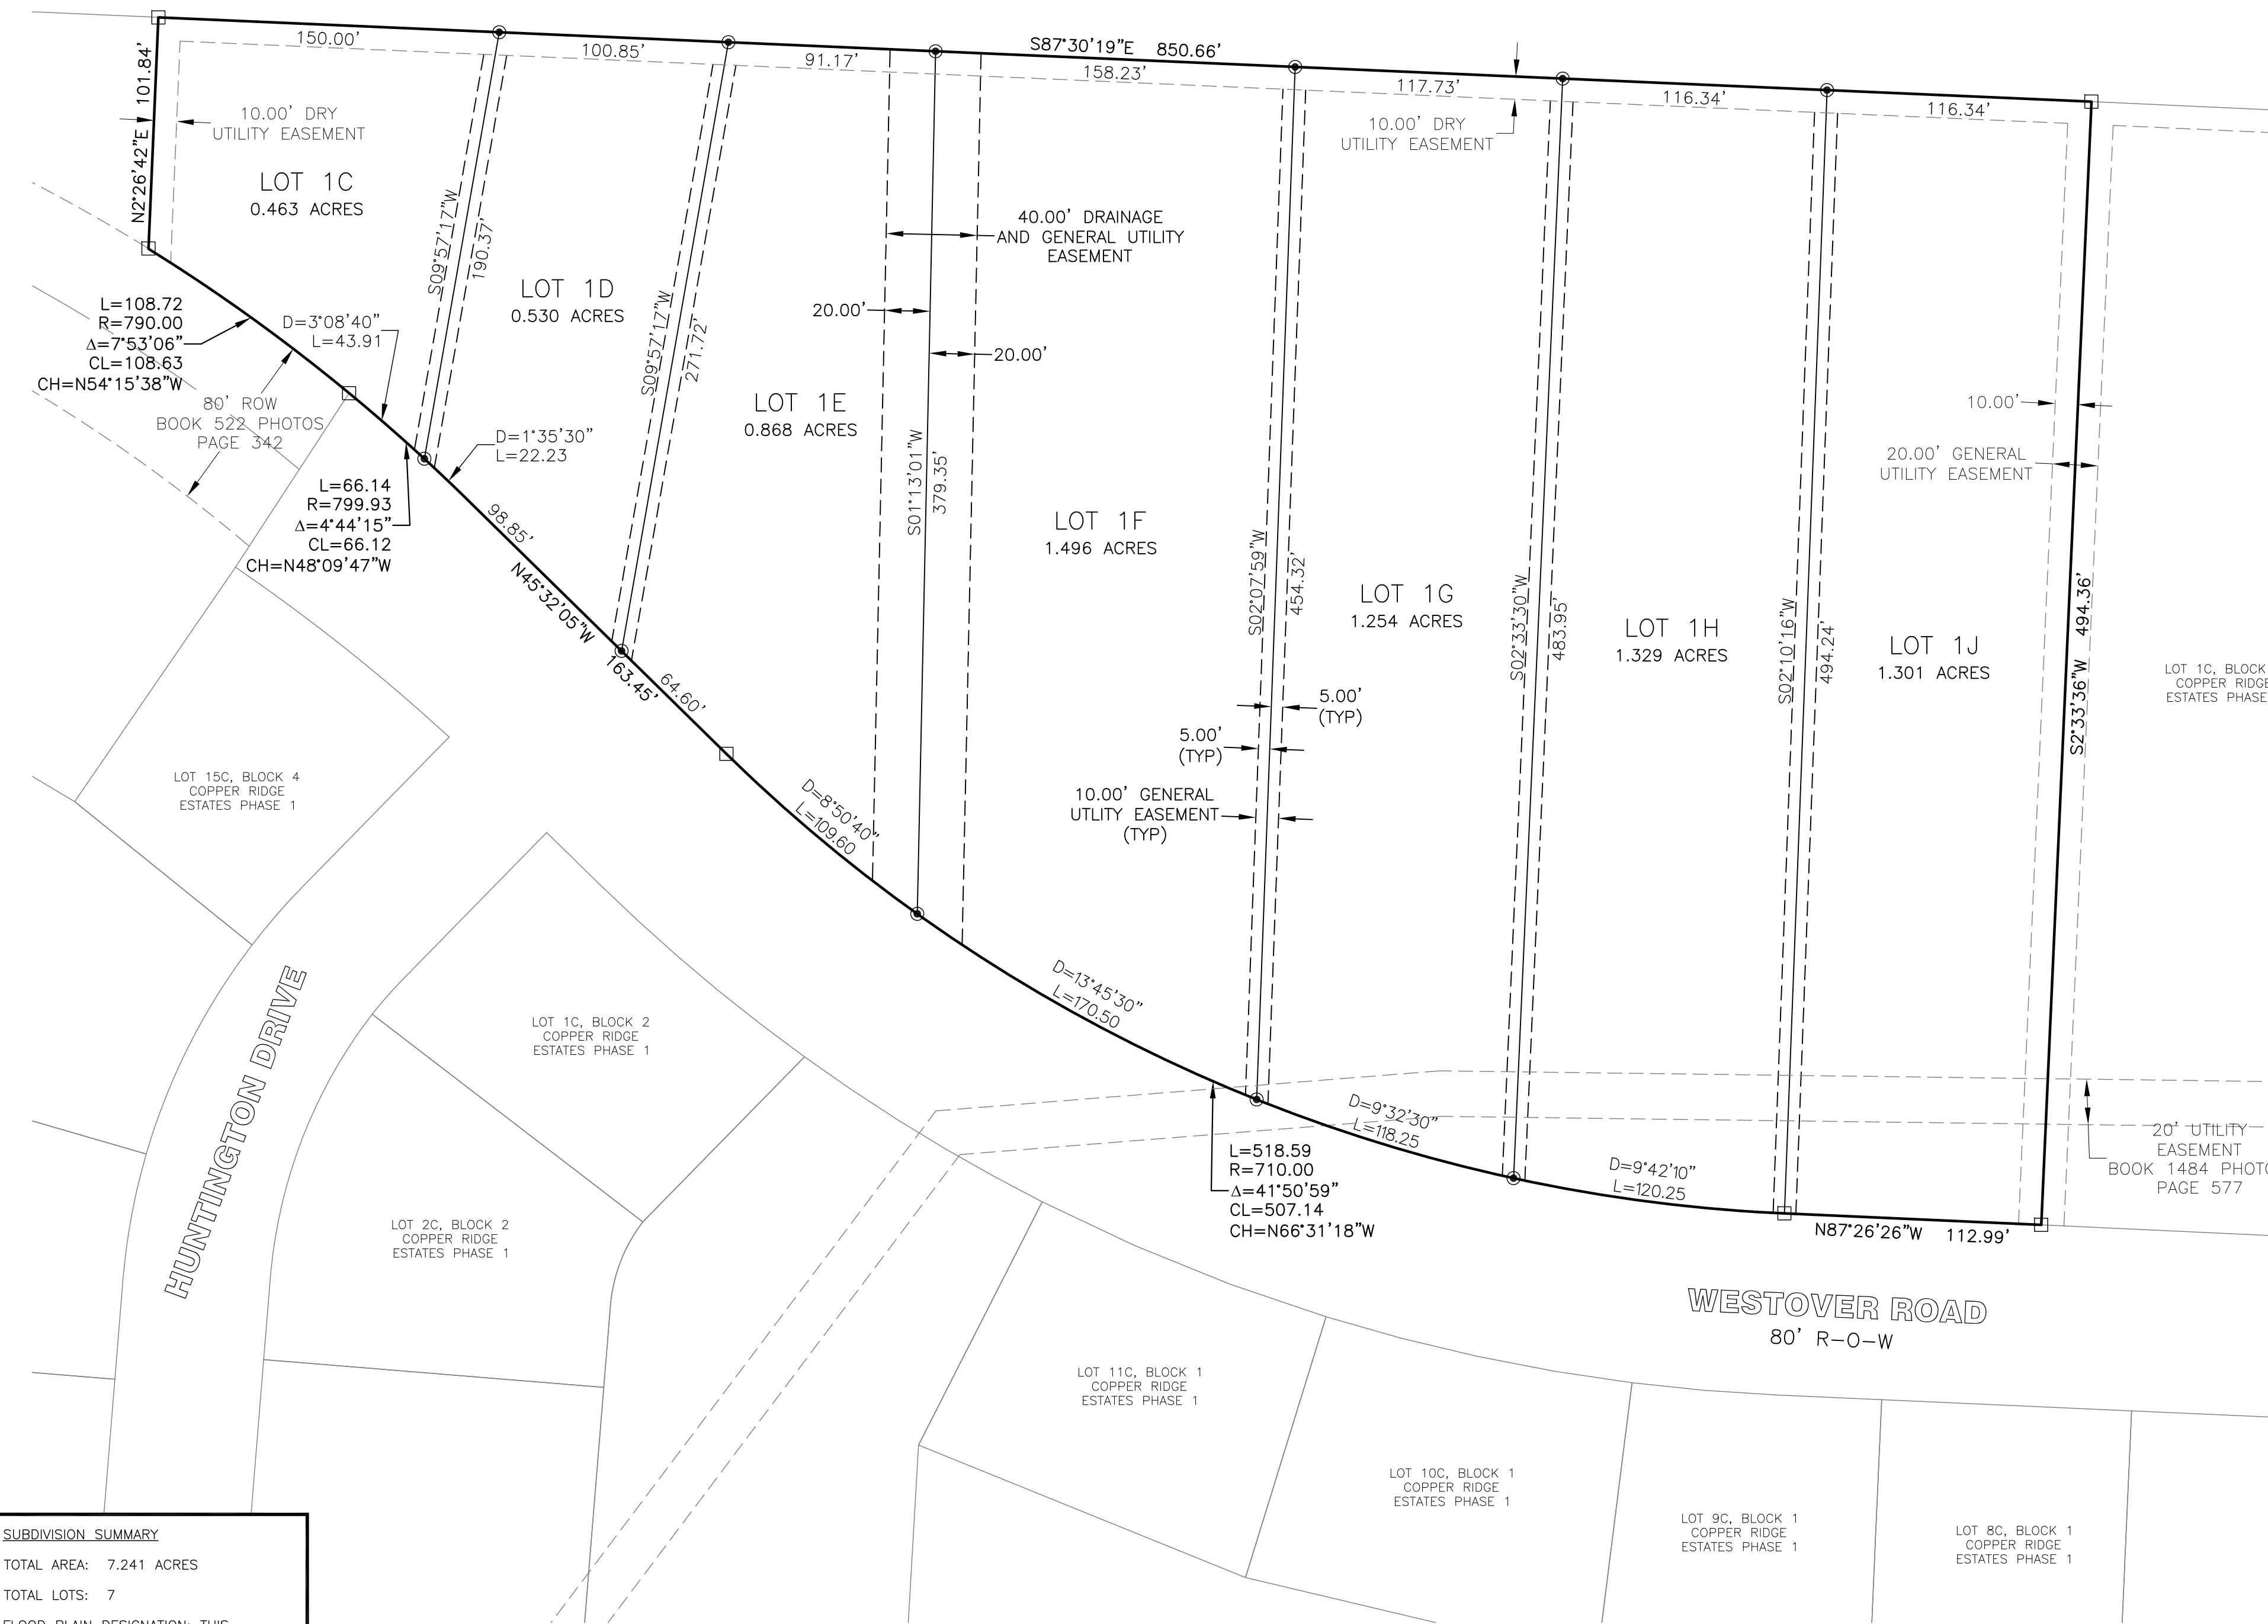 S87°30'19"E 850.66'
150.00'
100.85'
91.17'
158.23'
117.73'
116.34'
116.34'
N2°26'42"E 101.84'
10.00' DRY
UTILITY EASEMENT
10.00' DRY
UTILITY EASEMENT
LOT 1C
0.463 ACRES
S09°57'17"W
190.37'
LOT 1D
0.530 ACRES
S09°57'17"W
271.72'
LOT 1E
0.868 ACRES
40.00' DRAINAGE
AND GENERAL UTILITY
EASEMENT
20.00'
20.00'
S01°13'01"W
379.35'
LOT 1F
1.496 ACRES
S02°07'59"W
454.32'
LOT 1G
1.254 ACRES
S02°33'30"W
483.95'
LOT 1H
1.329 ACRES
S02°10'16"W
494.24'
LOT 1J
1.301 ACRES
10.00'
20.00' GENERAL
UTILITY EASEMENT
S2°33'36"W 494.36'
LOT 1C, BLOCK
COPPER RIDGE
ESTATES PHASE
L=108.72
R=790.00
Δ=7°53'06"
CL=108.63
CH=N54°15'38"W
D=3°08'40"
L=43.91
80' ROW
BOOK 522 PHOTOS
PAGE 342
D=1°35'30"
L=22.23
L=66.14
R=799.93
Δ=4°44'15"
CL=66.12
CH=N48°09'47"W
98.85'
N45°32'05"W
163.45'
64.60'
5.00'
(TYP)
5.00'
(TYP)
10.00' GENERAL
UTLITY EASEMENT
(TYP)
D=8°50'40"
L=109.60
D=13°45'30"
L=170.50
D=9°32'30"
L=118.25
D=9°42'10"
L=120.25
L=518.59
R=710.00
Δ=41°50'59"
CL=507.14
CH=N66°31'18"W
N87°26'26"W 112.99'
20' UTILITY
EASEMENT
BOOK 1484
PAGE 577
WESTOVER ROAD
80' R-O-W
HUNTINGTON DRIVE
LOT 15C, BLOCK 4
COPPER RIDGE
ESTATES PHASE 1
LOT 1C, BLOCK 2
COPPER RIDGE
ESTATES PHASE 1
LOT 2C, BLOCK 2
COPPER RIDGE
ESTATES PHASE 1
LOT 11C, BLOCK 1
COPPER RIDGE
ESTATES PHASE 1
LOT 10C, BLOCK 1
COPPER RIDGE
ESTATES PHASE 1
LOT 9C, BLOCK 1
COPPER RIDGE
ESTATES PHASE 1
LOT 8C, BLOCK 1
COPPER RIDGE
ESTATES PHASE 1
SUBDIVISION SUMMARY
TOTAL AREA: 7.241 ACRES
TOTAL LOTS: 7
FLOOD PLAIN DESIGNATION: THIS